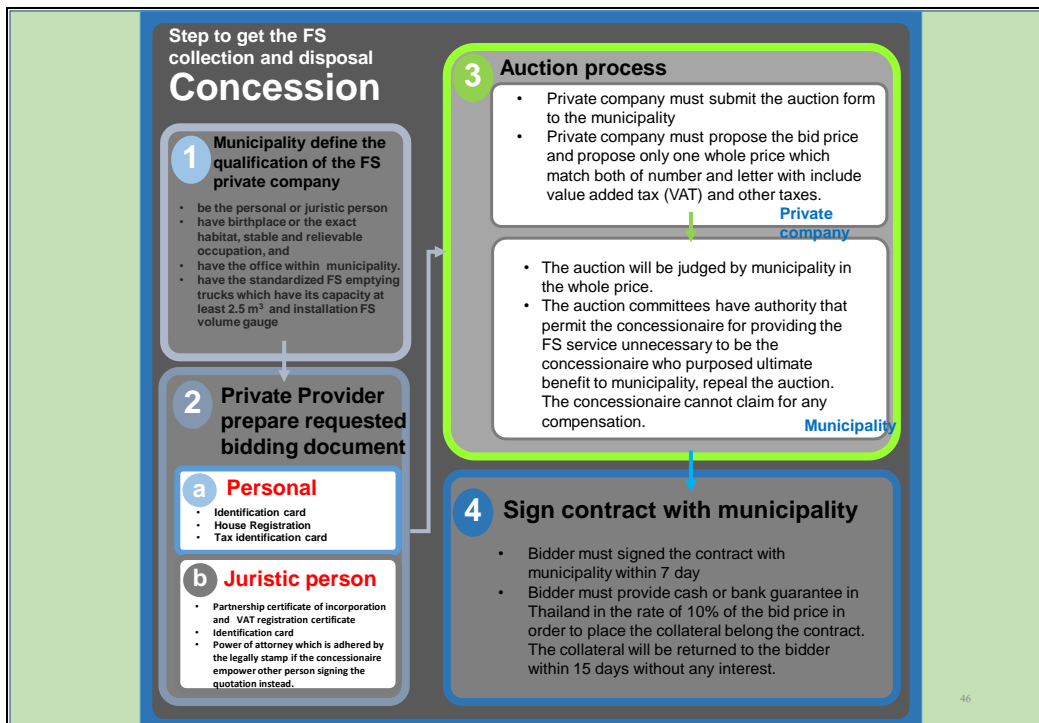 Step to get the FS
collection and disposal
Concession
1
Municipality define the
qualification of the FS
private company
• be the personal or juristic person
• have birthplace or the exact
habitat, stable and relievable
occupation, and
• have the office within municipality.
• have the standardized FS emptying
trucks which have its capacity at
least 2.5 m³ and installation FS
volume gauge
2
Private Provider
prepare requested
bidding document
a
Personal
• Identification card
• House Registration
• Tax identification card
b
Juristic person
• Partnership certificate of incorporation
and VAT registration certificate
• Identification card
• Power of attorney which is adhered by
the legally stamp if the concessionaire
empower other person signing the
quotation instead.
3
Auction process
• Private company must submit the auction form
to the municipality
• Private company must propose the bid price
and propose only one whole price which
match both of number and letter with include
value added tax (VAT) and other taxes.
Private
company
• The auction will be judged by municipality in
the whole price.
• The auction committees have authority that
permit the concessionaire for providing the
FS service unnecessary to be the
concessionaire who purposed ultimate
benefit to municipality, repeal the auction.
The concessionaire cannot claim for any
compensation.
Municipality
4
Sign contract with municipality
• Bidder must signed the contract with
municipality within 7 day
• Bidder must provide cash or bank guarantee in
Thailand in the rate of 10% of the bid price in
order to place the collateral belong the contract.
The collateral will be returned to the bidder
within 15 days without any interest.
46